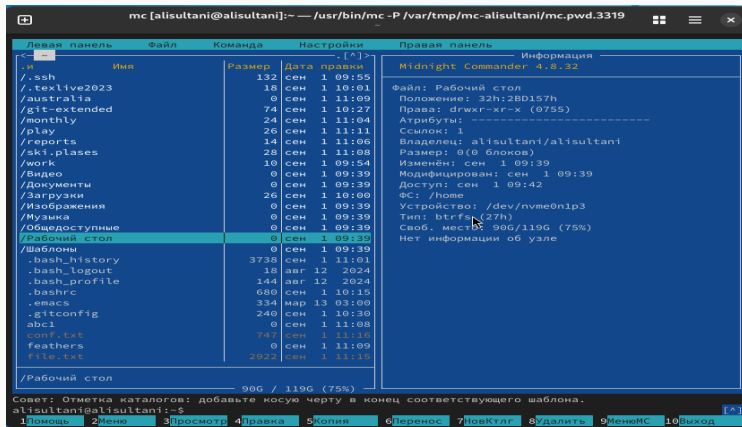 mc [alisultani@alisultani]:~ — /usr/bin/mc -P /var/tmp/mc-alisultani/mc.pwd.3319
Левая панель Файл Команда Настройки Правая панель
<— ~ .[^]>
.и Имя Размер Дата правки
/.ssh 132 сен 1 09:55
/.texlive2023 18 сен 1 10:01
/australia 0 сен 1 11:09
/git-extended 74 сен 1 10:27
/monthly 24 сен 1 11:04
/play 26 сен 1 11:11
/reports 14 сен 1 11:06
/ski.plases 28 сен 1 11:08
/work 10 сен 1 09:54
/Видео 0 сен 1 09:39
/Документы 0 сен 1 09:39
/Загрузки 26 сен 1 10:00
/Изображения 0 сен 1 09:39
/Музыка 0 сен 1 09:39
/Общедоступные 0 сен 1 09:39
/Рабочий стол 0 сен 1 09:39
/Шаблоны 0 сен 1 09:39
.bash_history 3738 сен 1 11:01
.bash_logout 18 авг 12 2024
.bash_profile 144 авг 12 2024
.bashrc 680 сен 1 10:15
.emacs 334 мар 13 03:00
.gitconfig 240 сен 1 10:30
abc1 0 сен 1 11:08
conf.txt 747 сен 1 11:16
feathers 0 сен 1 11:09
file.txt 2922 сен 1 11:15
/Рабочий стол
90G / 119G (75%)
Информация
Midnight Commander 4.8.32
Файл: Рабочий стол
Положение: 32h:2BD157h
Права: drwxr-xr-x (0755)
Атрибуты: --------------------------
Ссылок: 1
Владелец: alisultani/alisultani
Размер: 0(0 блоков)
Изменён: сен 1 09:39
Модифицирован: сен 1 09:39
Доступ: сен 1 09:42
ФС: /home
Устройство: /dev/nvme0n1p3
Тип: btrfs (27h)
Своб. место: 90G/119G (75%)
Нет информации об узле
Совет: Отметка каталогов: добавьте косую черту в конец соответствующего шаблона.
alisultani@alisultani:~$ [^]
1Помощь 2Меню 3Просмотр 4Правка 5Копия 6Перенос 7НовКтлг 8Удалить 9МенюМС 10Выход